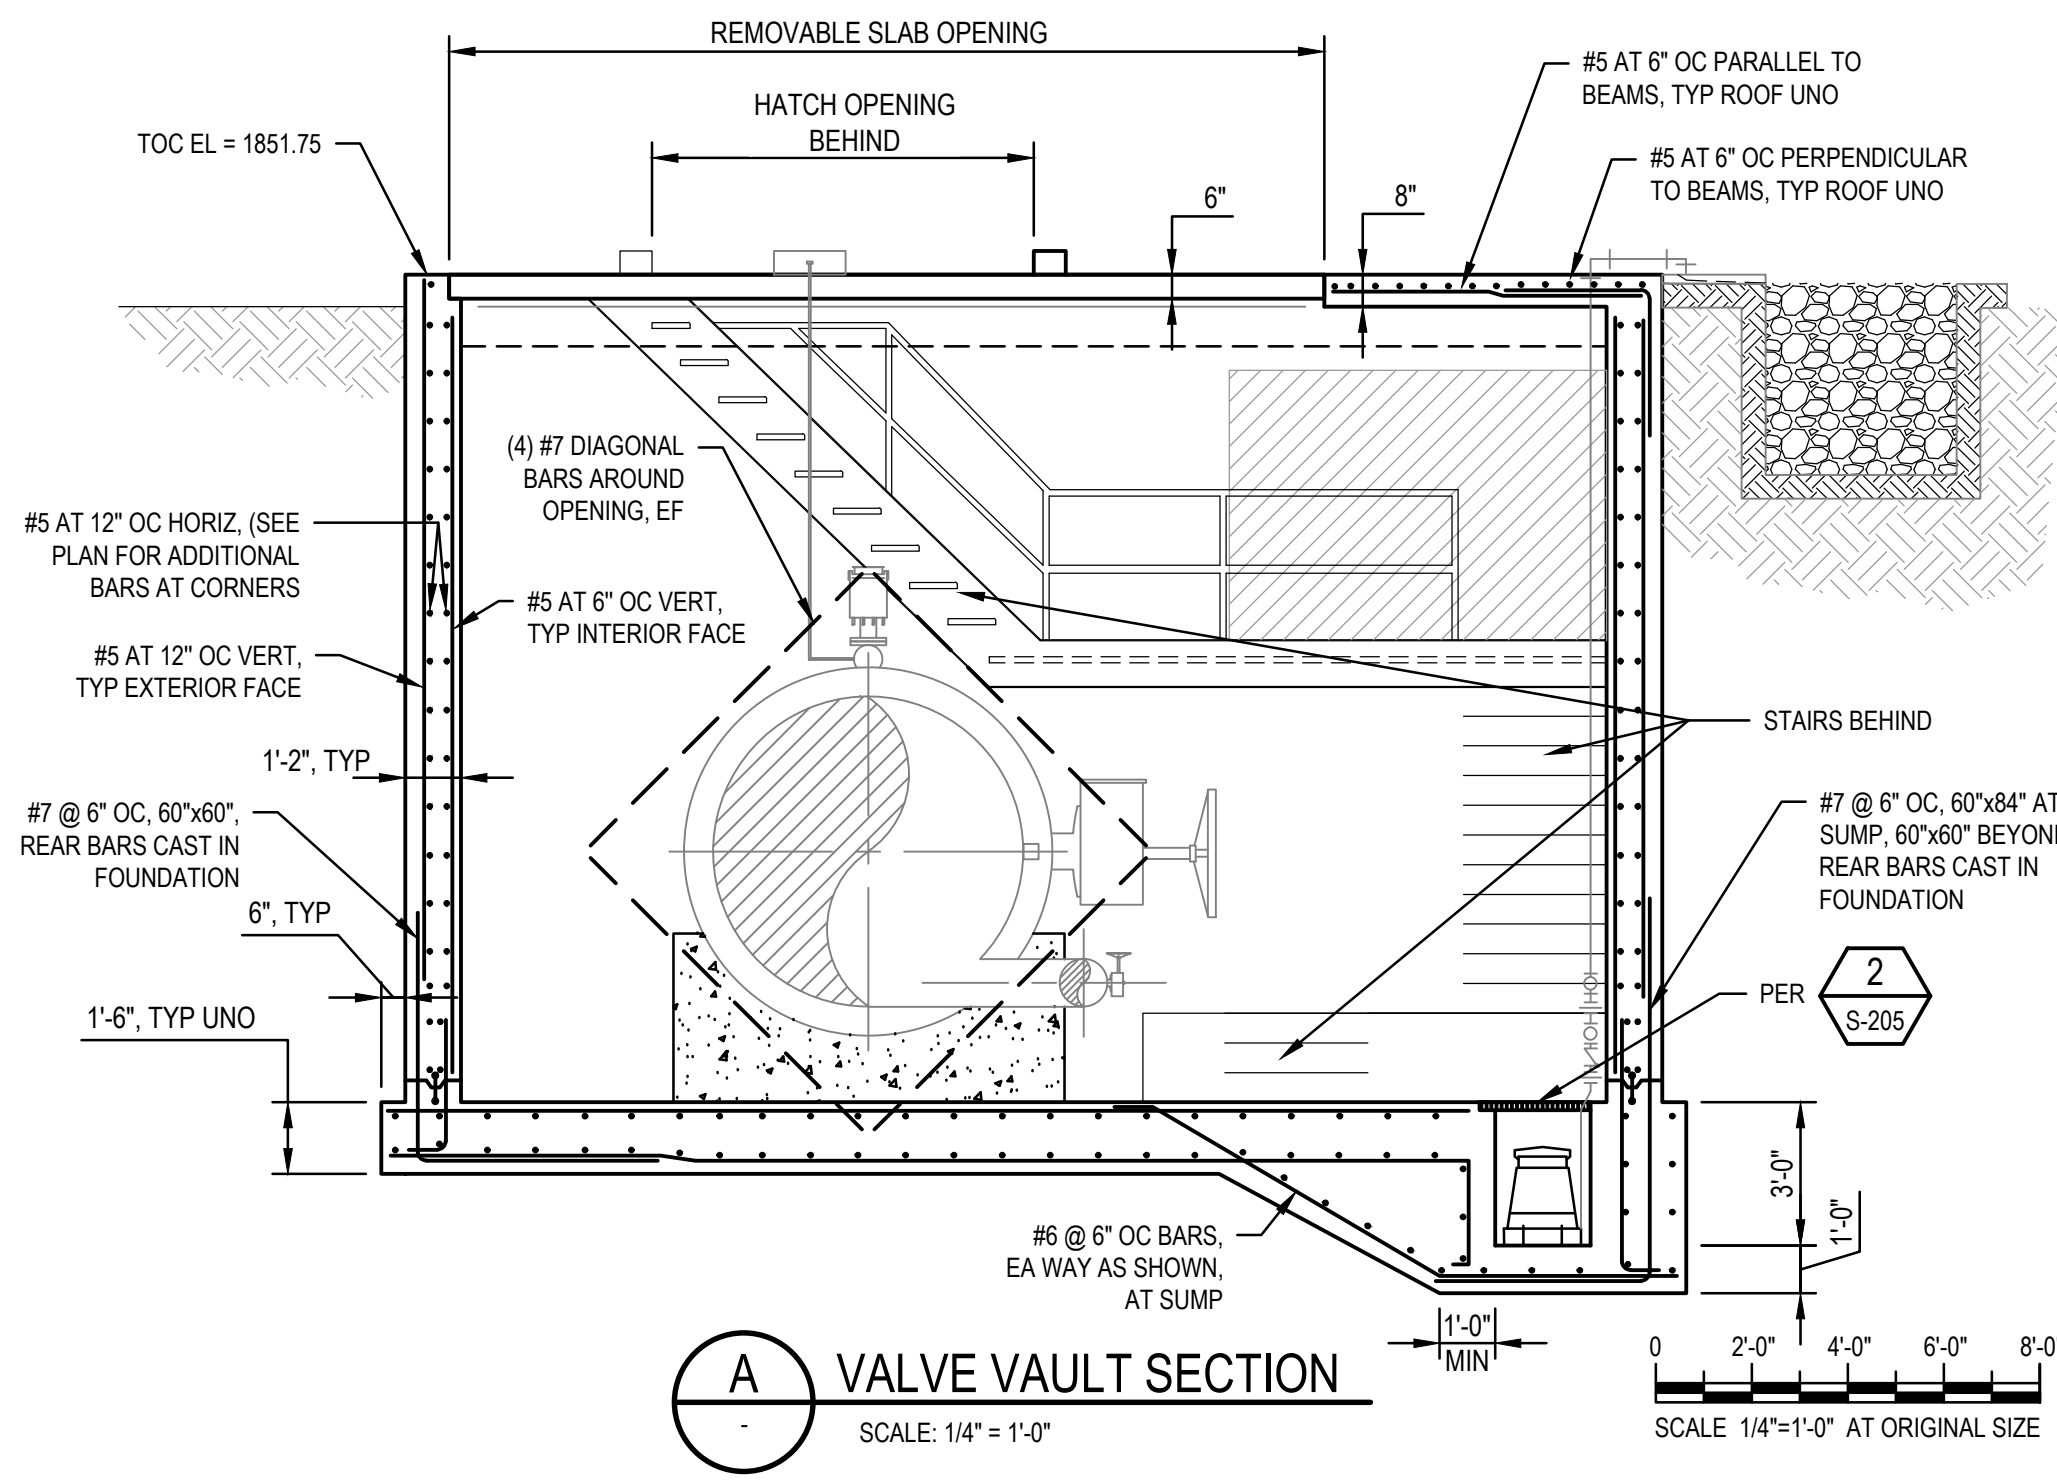 REMOVABLE SLAB OPENING
HATCH OPENING
BEHIND
TOC EL = 1851.75
#5 AT 6" OC PARALLEL TO
BEAMS, TYP ROOF UNO
#5 AT 6" OC PERPENDICULAR
TO BEAMS, TYP ROOF UNO
6"
8"
(4) #7 DIAGONAL
BARS AROUND
OPENING, EF
#5 AT 12" OC HORIZ, (SEE
PLAN FOR ADDITIONAL
BARS AT CORNERS
#5 AT 6" OC VERT,
TYP INTERIOR FACE
#5 AT 12" OC VERT,
TYP EXTERIOR FACE
1'-2", TYP
STAIRS BEHIND
#7 @ 6" OC, 60"x60",
REAR BARS CAST IN
FOUNDATION
#7 @ 6" OC, 60"x84" AT
SUMP, 60"x60" BEYON
REAR BARS CAST IN
FOUNDATION
6", TYP
1'-6", TYP UNO
PER
2
S-205
3'-0"
1'-0"
#6 @ 6" OC BARS,
EA WAY AS SHOWN,
AT SUMP
1'-0"
MIN
A
-
VALVE VAULT SECTION
SCALE: 1/4" = 1'-0"
0 2'-0" 4'-0" 6'-0" 8'-0
SCALE 1/4"=1'-0" AT ORIGINAL SIZE